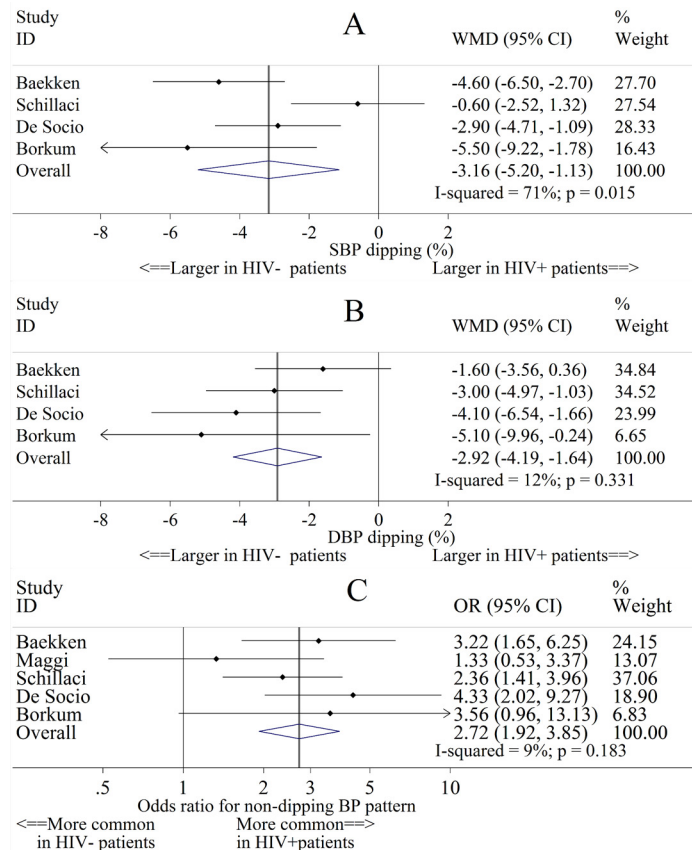 Study
ID
A
WMD (95% CI)
%
Weight
Baekken -4.60 (-6.50, -2.70) 27.70
Schillaci -0.60 (-2.52, 1.32) 27.54
De Socio -2.90 (-4.71, -1.09) 28.33
Borkum -5.50 (-9.22, -1.78) 16.43
Overall -3.16 (-5.20, -1.13) 100.00
I-squared = 71%; p = 0.015
-8 -6 -4 -2 0 2
SBP dipping (%)
<==Larger in HIV- patients Larger in HIV+ patients==>
Study
ID
B
WMD (95% CI)
%
Weight
Baekken -1.60 (-3.56, 0.36) 34.84
Schillaci -3.00 (-4.97, -1.03) 34.52
De Socio -4.10 (-6.54, -1.66) 23.99
Borkum -5.10 (-9.96, -0.24) 6.65
Overall -2.92 (-4.19, -1.64) 100.00
I-squared = 12%; p = 0.331
-8 -6 -4 -2 0 2
DBP dipping (%)
<==Larger in HIV- patients Larger in HIV+ patients==>
Study
ID
C
OR (95% CI)
%
Weight
Baekken 3.22 (1.65, 6.25) 24.15
Maggi 1.33 (0.53, 3.37) 13.07
Schillaci 2.36 (1.41, 3.96) 37.06
De Socio 4.33 (2.02, 9.27) 18.90
Borkum 3.56 (0.96, 13.13) 6.83
Overall 2.72 (1.92, 3.85) 100.00
I-squared = 9%; p = 0.183
.5 1 2 3 5 10
Odds ratio for non-dipping BP pattern
<==More common More common==>
in HIV- patients in HIV+patients